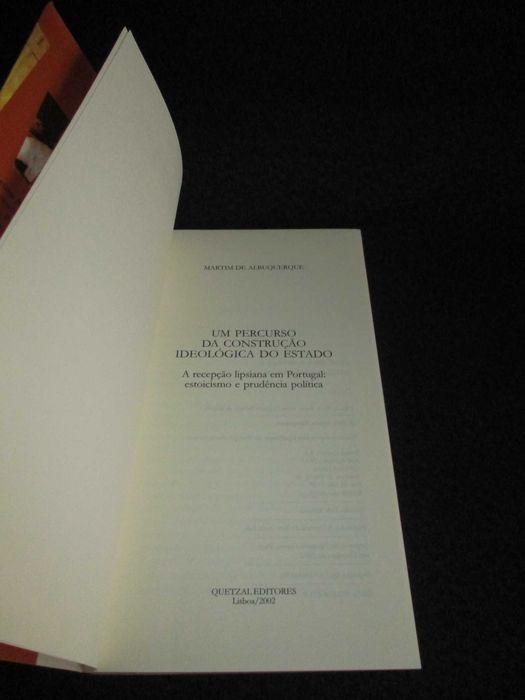 MARTIM DE ALBUQUERQUE
UM PERCURSO
DA CONSTRUÇÃO
IDEOLÓGICA DO ESTADO
A recepção lipsiana em Portugal:
estoicismo e prudência política
QUETZAL EDITORES
Lisboa/2002